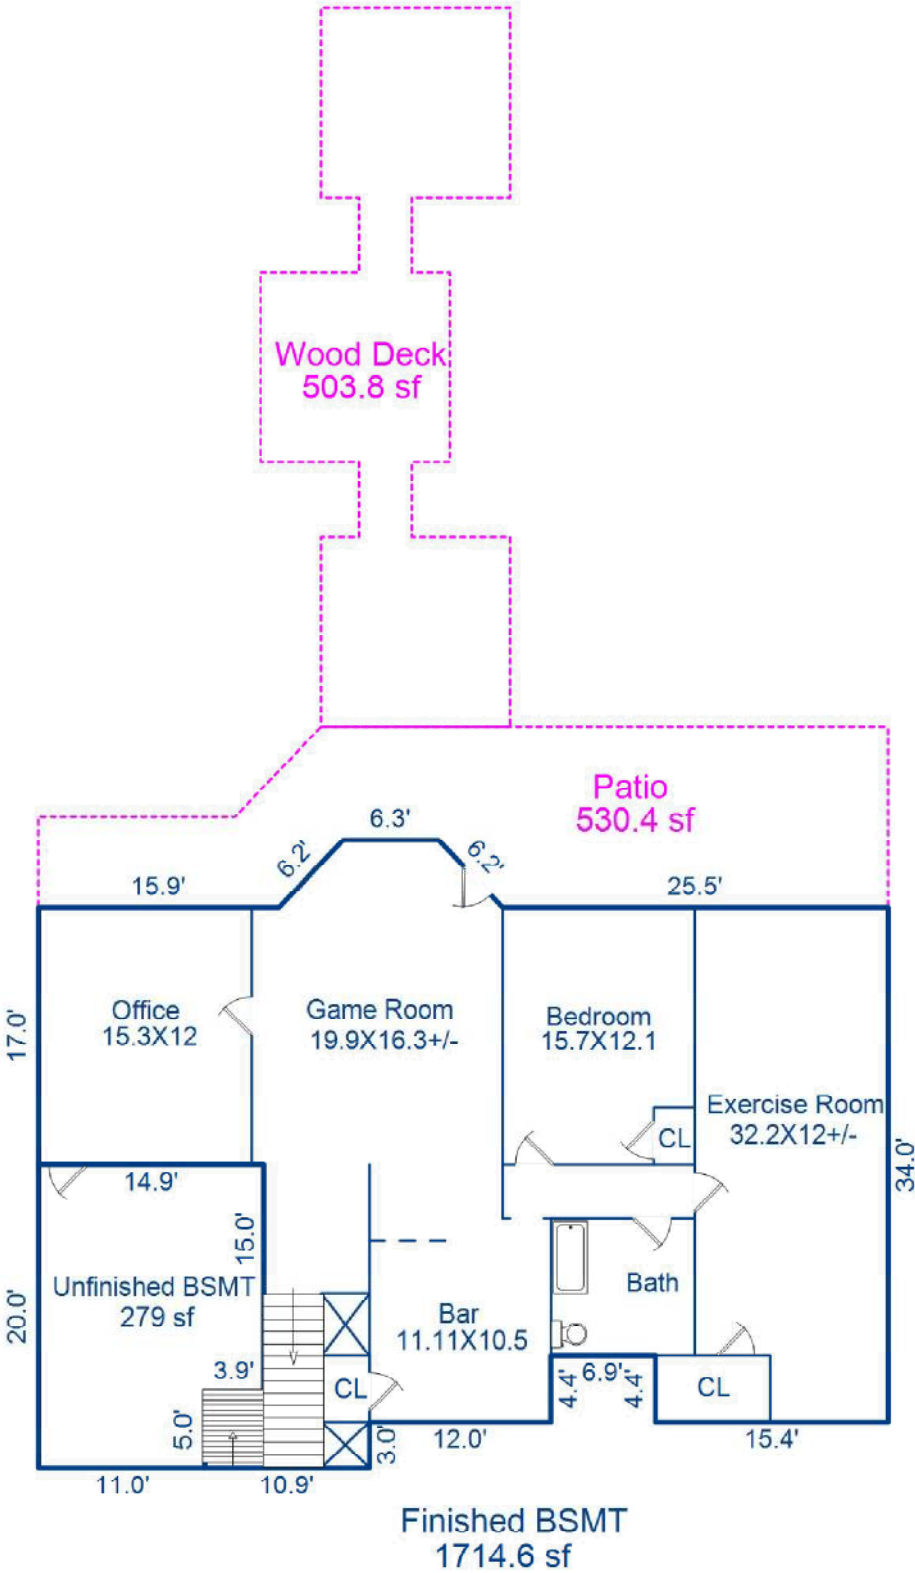 Wood Deck
503.8 sf
Patio
530.4 sf
6.3'
6.2'
6.2'
15.9'
25.5'
17.0'
Office
15.3X12
Game Room
19.9X16.3+/-
Bedroom
15.7X12.1
Exercise Room
32.2X12+/-
CL
34.0'
14.9'
15.0'
20.0'
Unfinished BSMT
279 sf
Bath
Bar
11.11X10.5
3.9'
CL
4.4'
6.9'
4.4'
CL
5.0'
3.0'
12.0'
15.4'
11.0'
10.9'
Finished BSMT
1714.6 sf